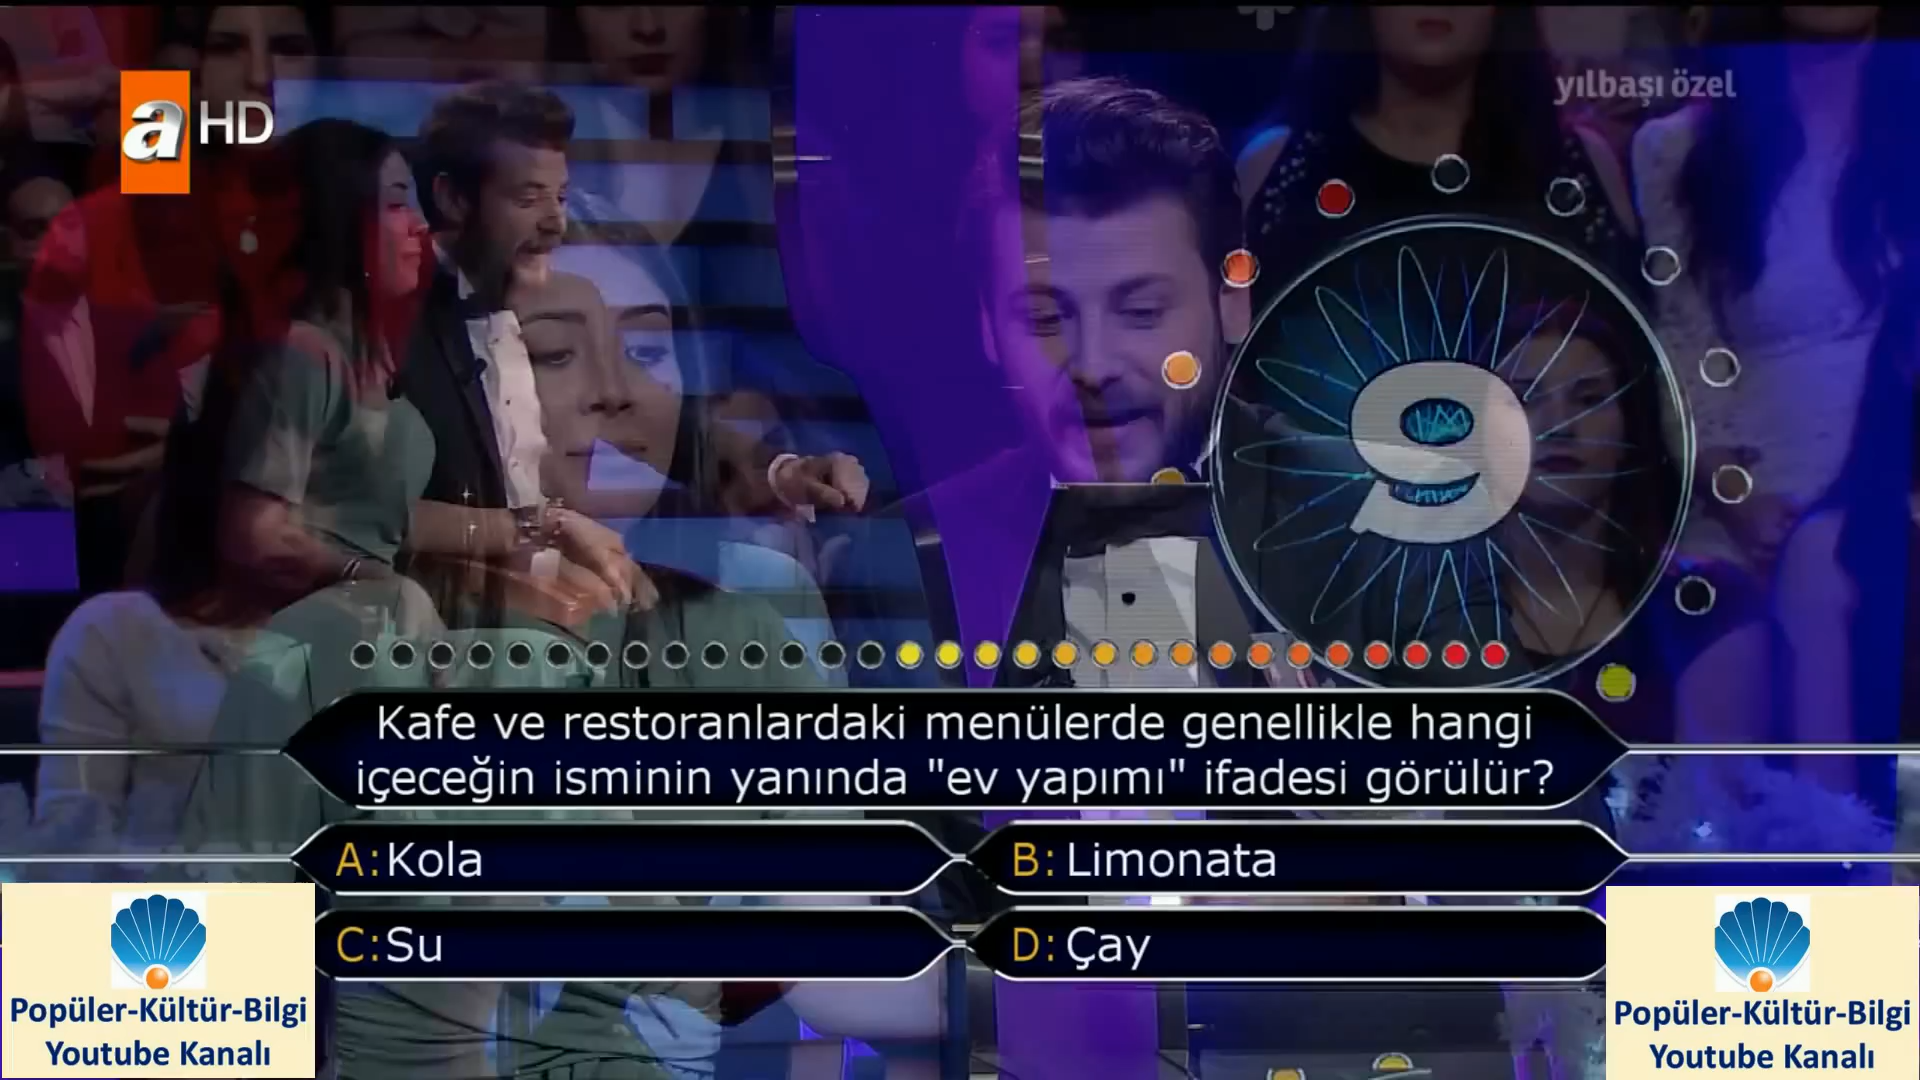 a HD
yılbaşı özel
9
Kafe ve restoranlardaki menülerde genellikle hangi
içeceğin isminin yanında "ev yapımı" ifadesi görülür?
A: Kola
B: Limonata
C: Su
D: Çay
Popüler-Kültür-Bilgi
Youtube Kanalı
Popüler-Kültür-Bilgi
Youtube Kanalı